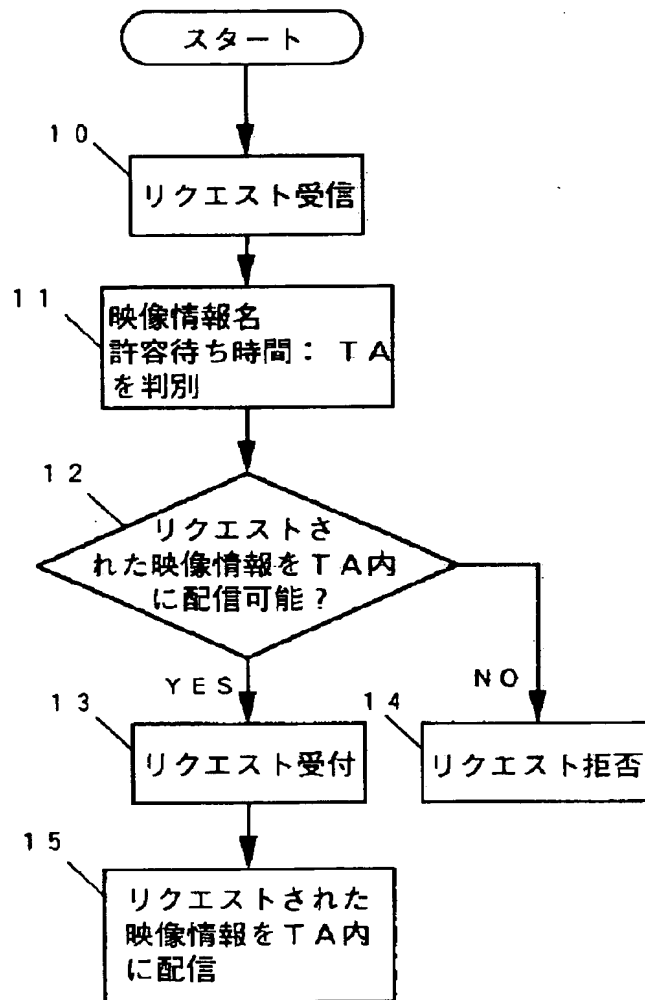 スタート
10
リクエスト受信
11
映像情報名
許容待ち時間：TA
を判別
12
リクエストさ
れた映像情報をTA内
に配信可能？
YES
NO
13
リクエスト受付
14
リクエスト拒否
15
リクエストされた
映像情報をTA内
に配信